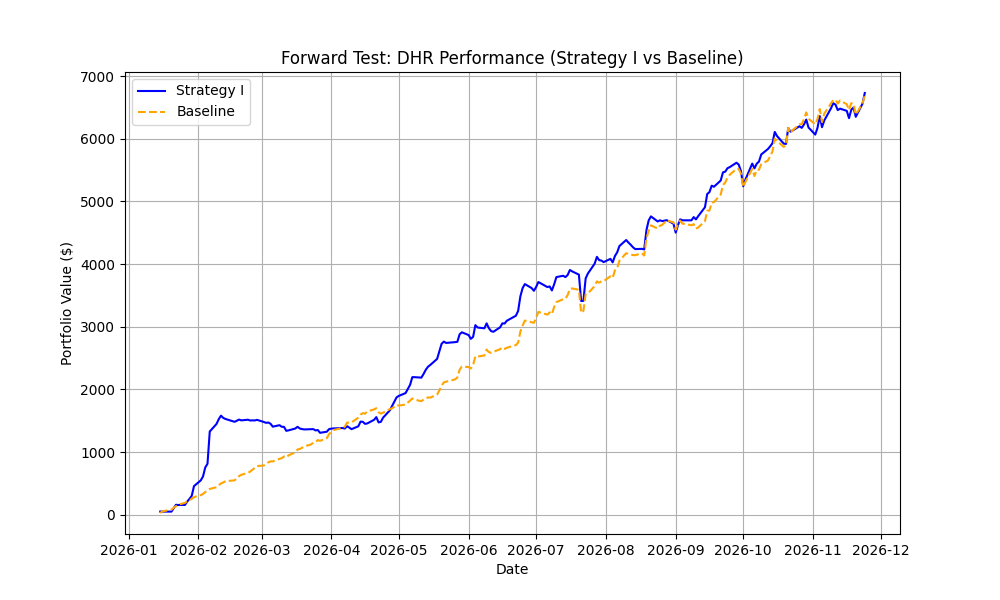 Forward Test: DHR Performance (Strategy I vs Baseline)
Strategy I
Baseline
Portfolio Value ($)
7000
6000
5000
4000
3000
2000
1000
0
2026-01 2026-02 2026-03 2026-04 2026-05 2026-06 2026-07 2026-08 2026-09 2026-10 2026-11 2026-12
Date